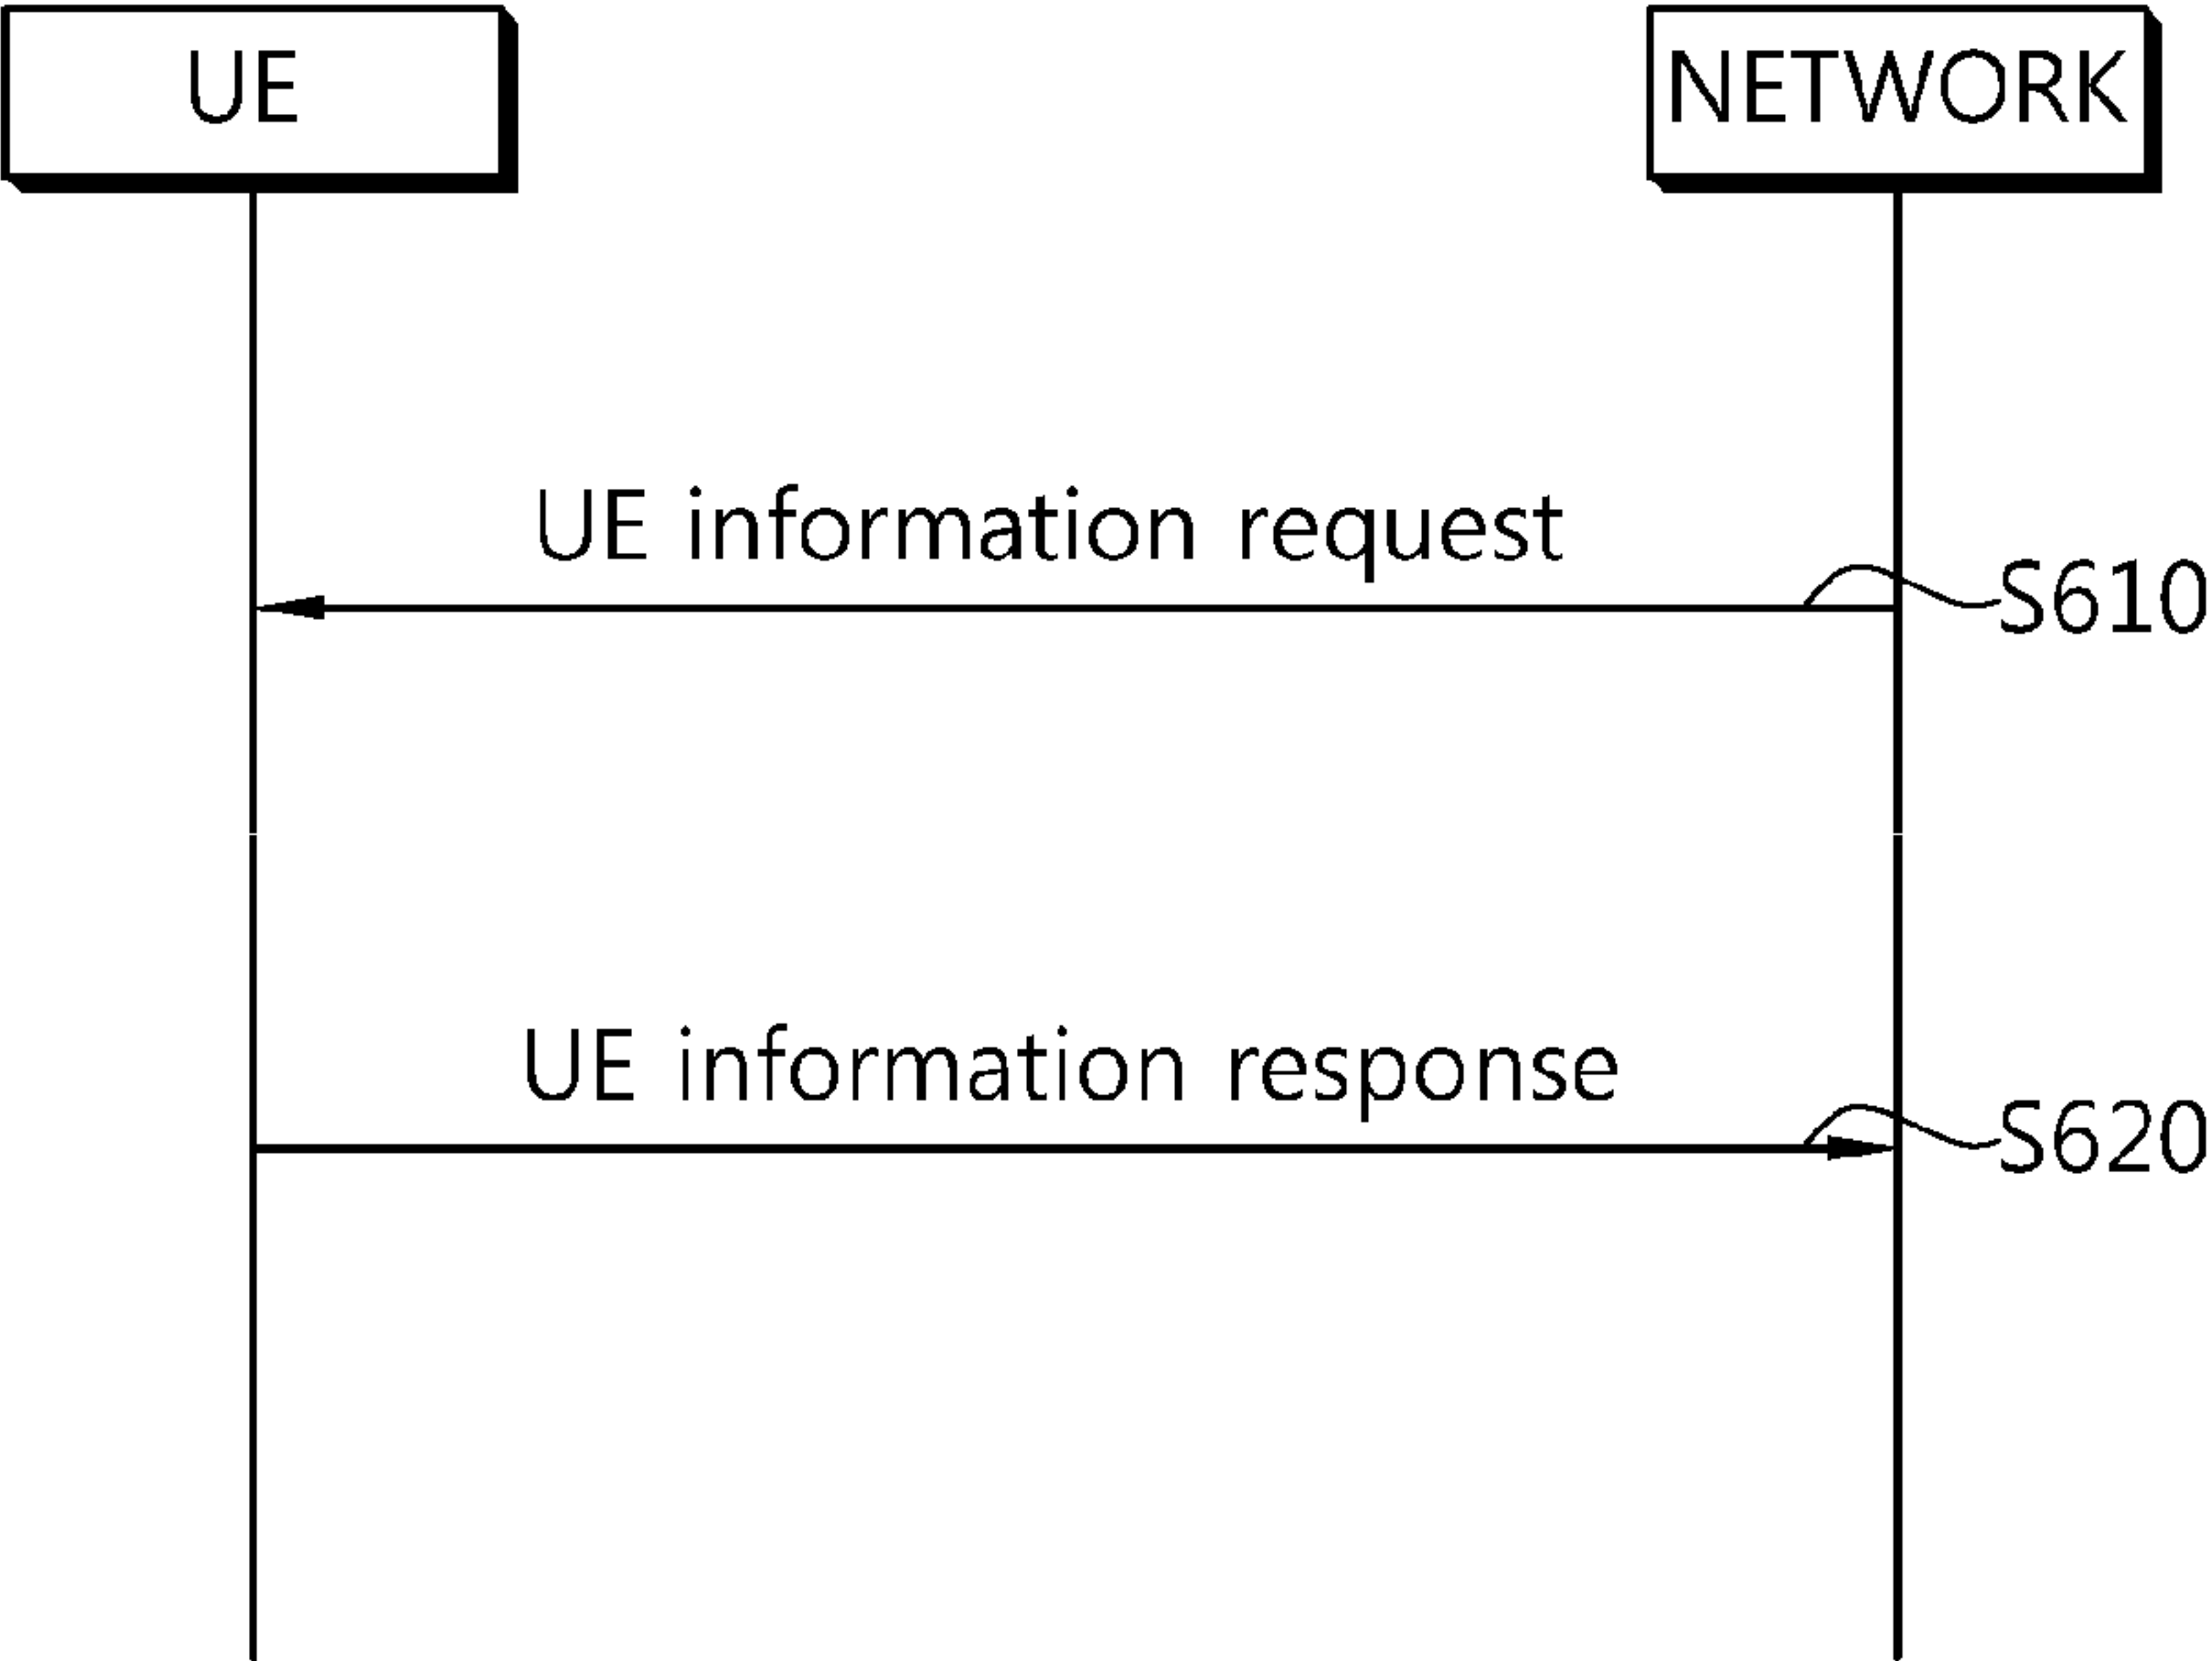 UE
NETWORK
UE information request
S610
UE information response
S620